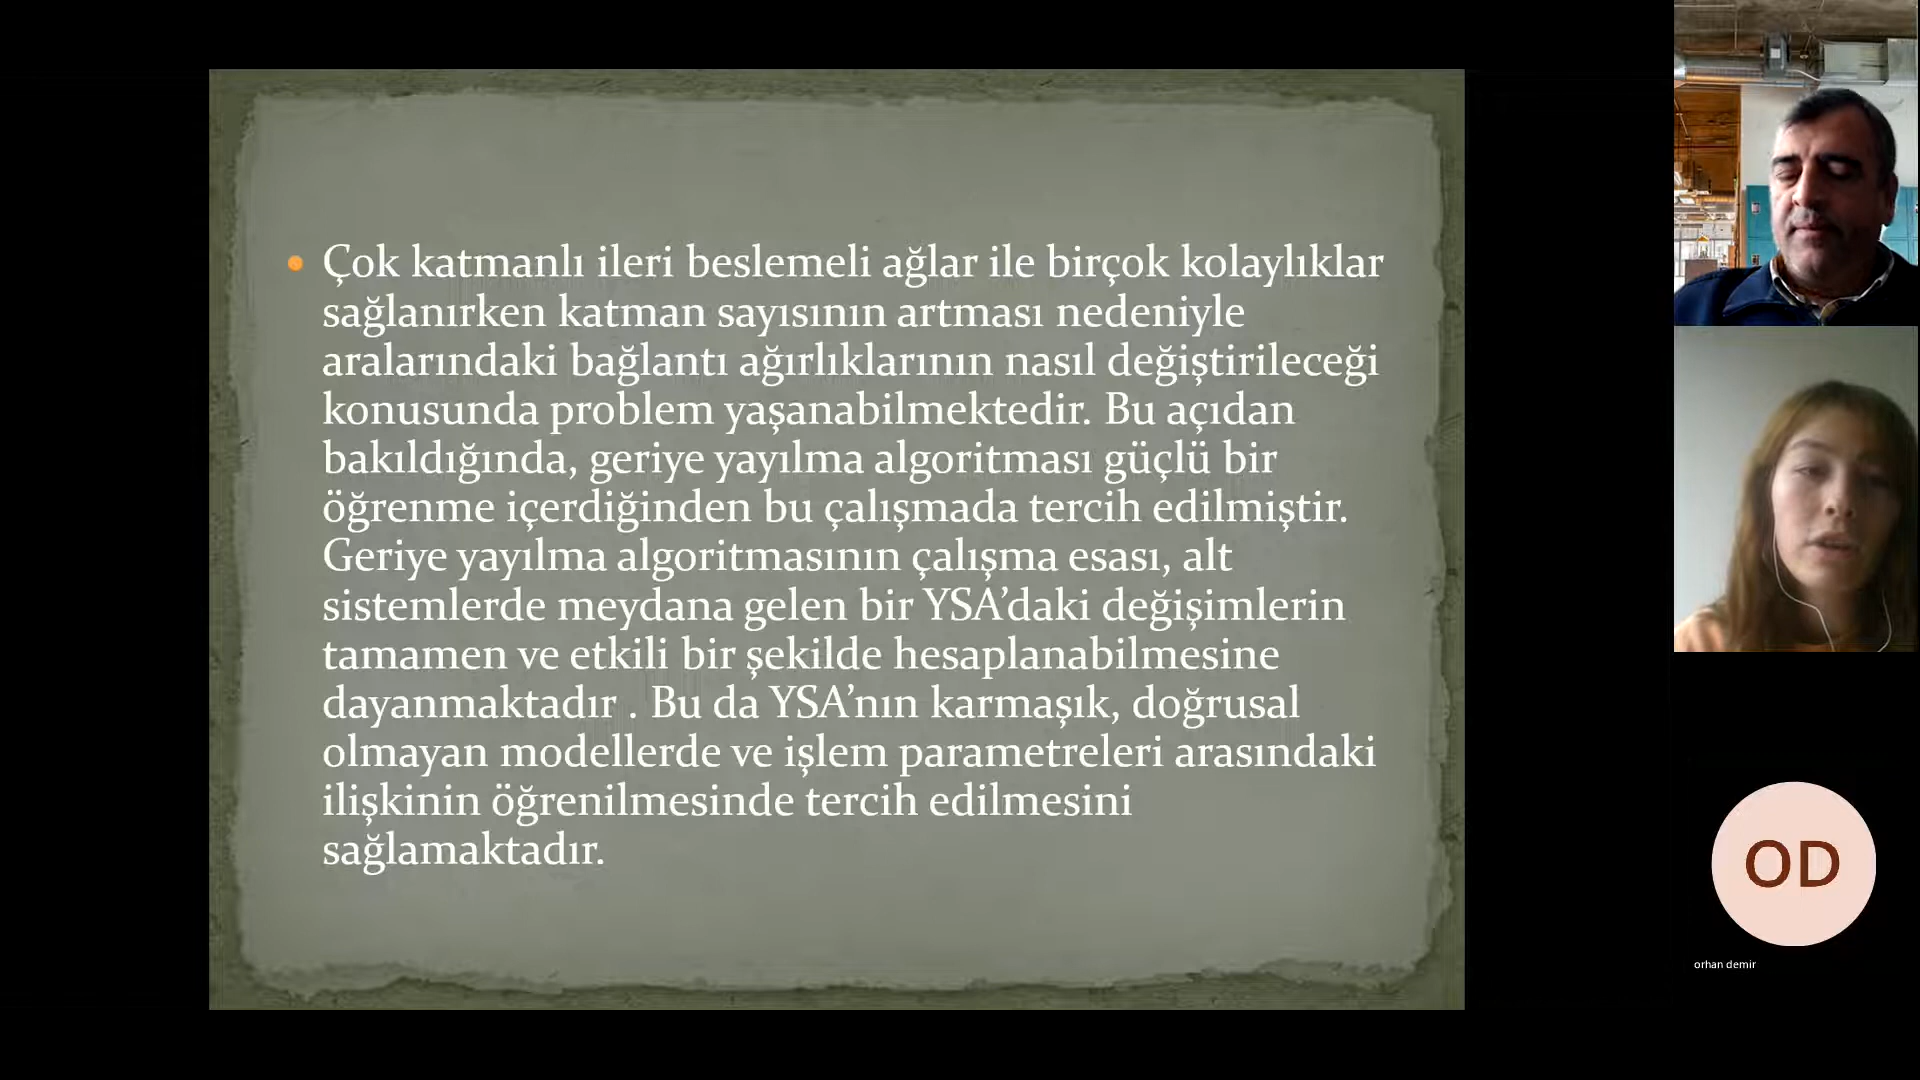 Çok katmanlı ileri beslemeli ağlar ile birçok kolaylıklar
sağlanırken katman sayısının artması nedeniyle
aralarındaki bağlantı ağırlıklarının nasıl değiştirileceği
konusunda problem yaşanabilmektedir. Bu açıdan
bakıldığında, geriye yayılma algoritması güçlü bir
öğrenme içerdiğinden bu çalışmada tercih edilmiştir.
Geriye yayılma algoritmasının çalışma esası, alt
sistemlerde meydana gelen bir YSA’daki değişimlerin
tamamen ve etkili bir şekilde hesaplanabilmesine
dayanmaktadır . Bu da YSA’nın karmaşık, doğrusal
olmayan modellerde ve işlem parametreleri arasındaki
ilişkinin öğrenilmesinde tercih edilmesini
sağlamaktadır.
OD
orhan demir